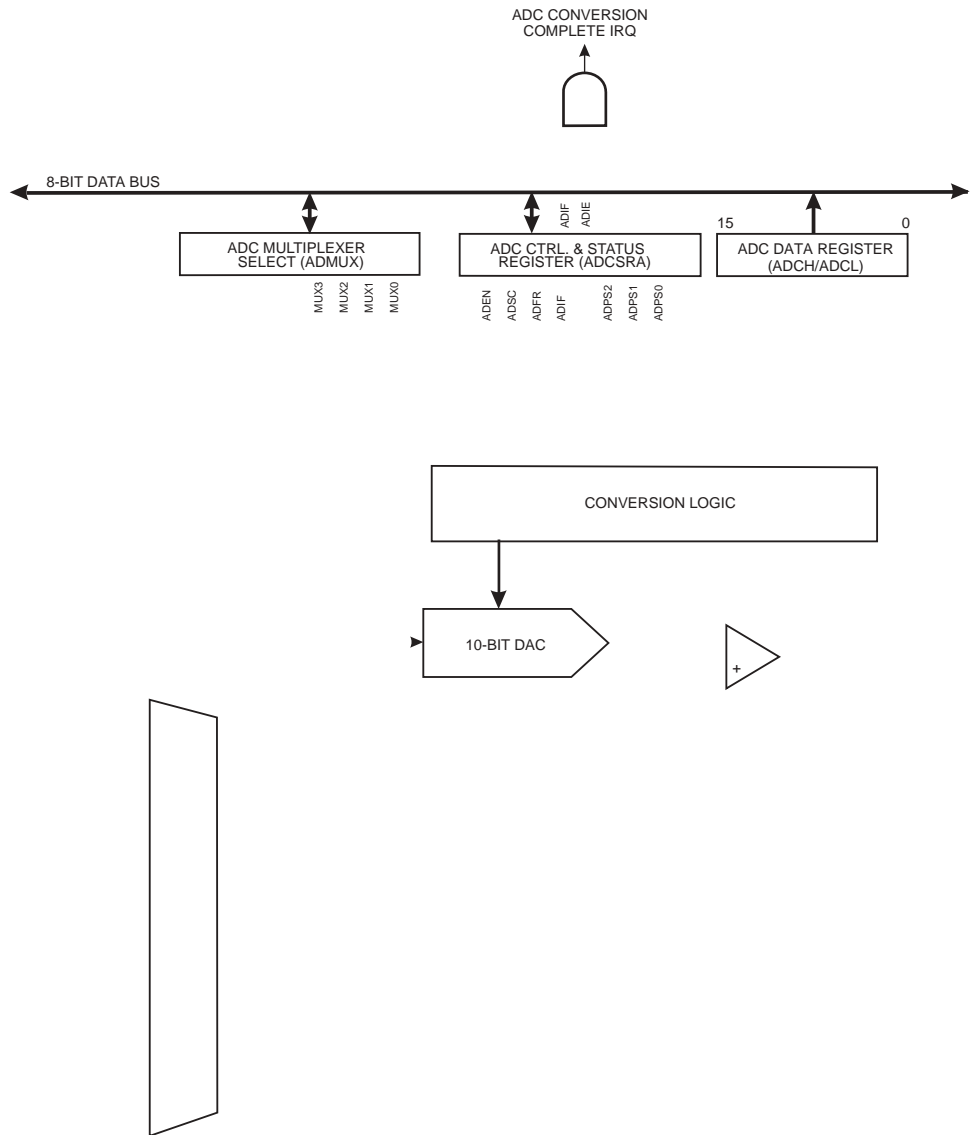 ADC CONVERSION
COMPLETE IRQ
8-BIT DATA BUS
ADIF
ADIE
15
0
ADC MULTIPLEXER
SELECT (ADMUX)
ADC CTRL. & STATUS
REGISTER (ADCSRA)
ADC DATA REGISTER
(ADCH/ADCL)
MUX3
MUX2
MUX1
MUX0
ADEN
ADSC
ADFR
ADIF
ADPS2
ADPS1
ADPS0
CONVERSION LOGIC
10-BIT DAC
+